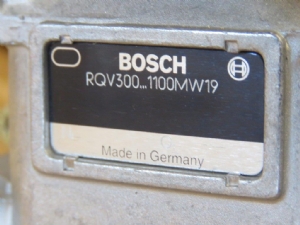 BOSCH
RQV300...1100MW19
Made in Germany